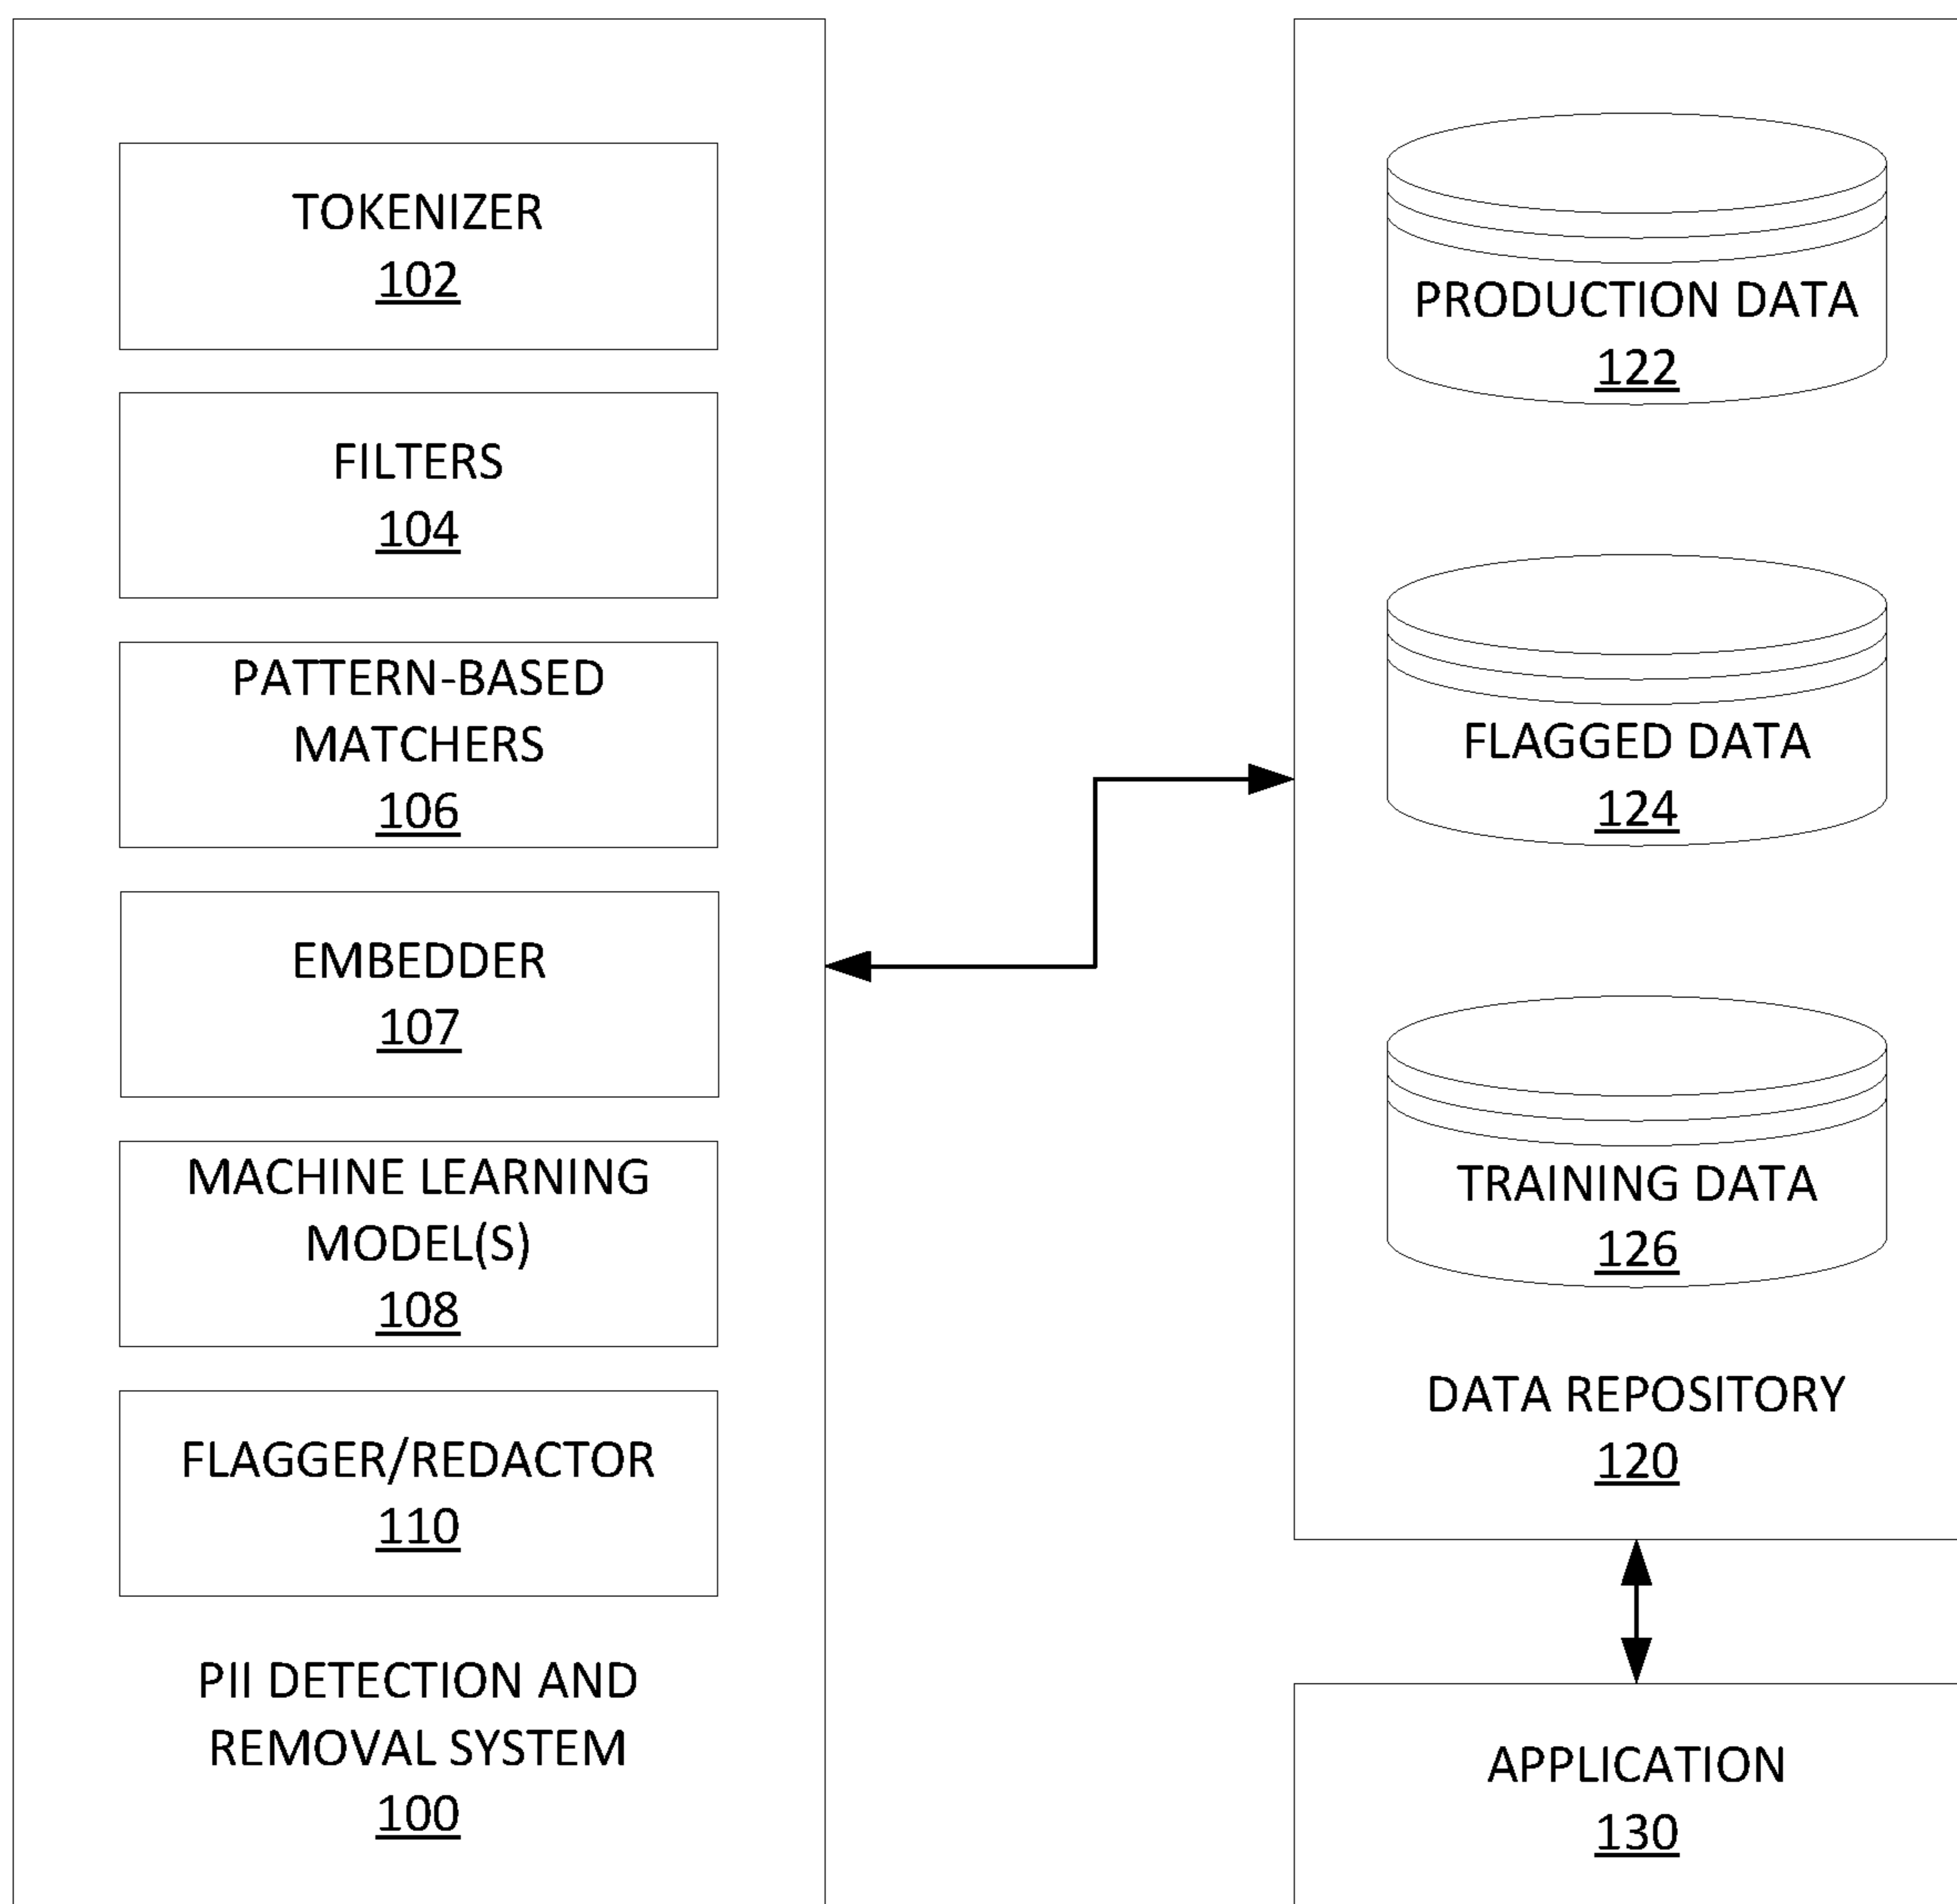 TOKENIZER
102
FILTERS
104
PATTERN-BASED
MATCHERS
106
EMBEDDER
107
MACHINE LEARNING
MODEL(S)
108
FLAGGER/REDACTOR
110
PII DETECTION AND
REMOVAL SYSTEM
100
PRODUCTION DATA
122
FLAGGED DATA
124
TRAINING DATA
126
DATA REPOSITORY
120
APPLICATION
130